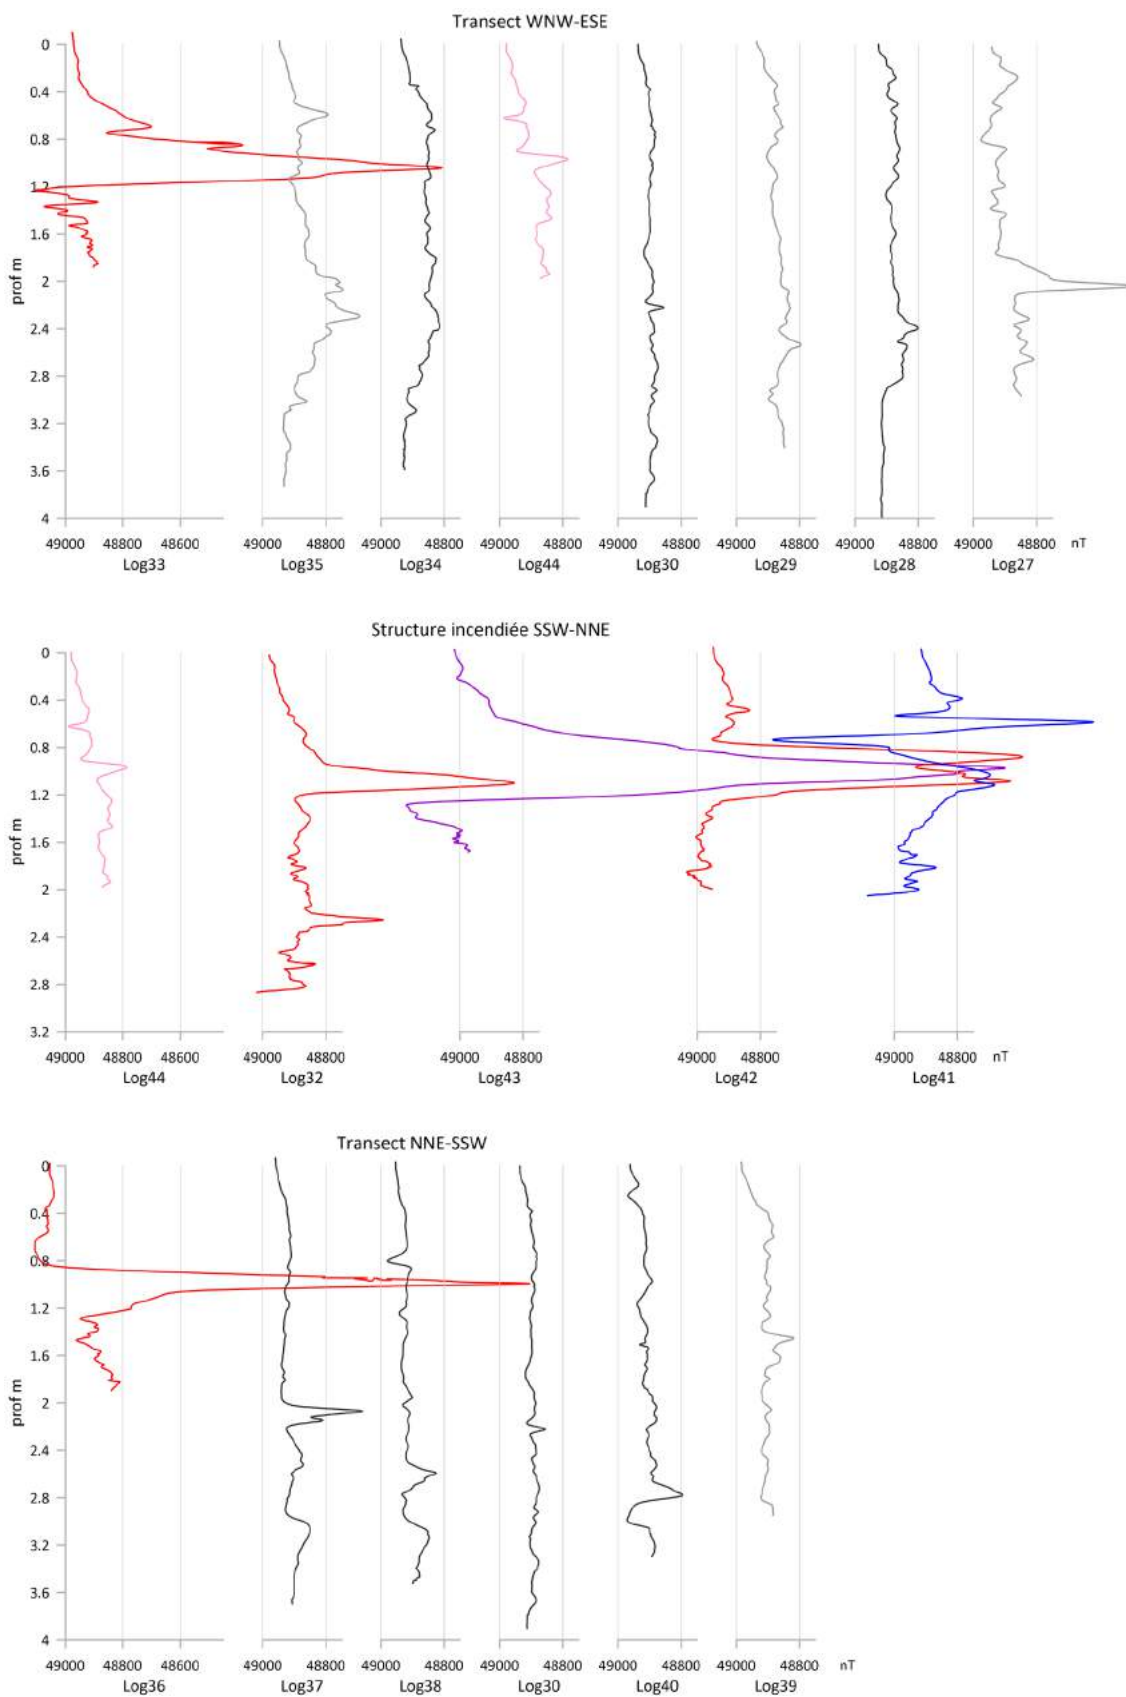 Transect WNW-ESE
0
0.4
0.8
1.2
1.6
2
2.4
2.8
3.2
3.6
4
prof m
49000 48800 48600 49000 48800 49000 48800 49000 48800 49000 48800 49000 48800 49000 48800 49000 48800 nT
Log33 Log35 Log34 Log44 Log30 Log29 Log28 Log27
Structure incendiée SSW-NNE
0
0.4
0.8
1.2
1.6
2
2.4
2.8
3.2
prof m
49000 48800 48600 49000 48800 49000 48800 49000 48800 49000 48800 nT
Log44 Log32 Log43 Log42 Log41
Transect NNE-SSW
0
0.4
0.8
1.2
1.6
2
2.4
2.8
3.2
3.6
4
prof m
49000 48800 48600 49000 48800 49000 48800 49000 48800 49000 48800 49000 48800 nT
Log36 Log37 Log38 Log30 Log40 Log39